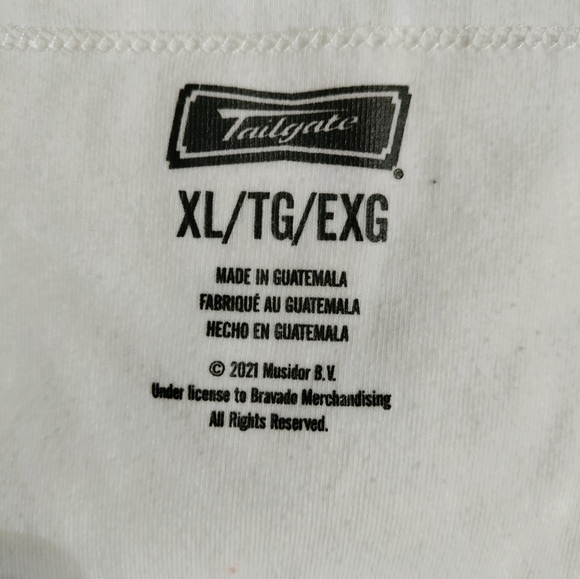 Tailgate
®
XL/TG/EXG
MADE IN GUATEMALA
FABRIQUÉ AU GUATEMALA
HECHO EN GUATEMALA
© 2021 Musidor B.V.
Under license to Bravado Merchandising
All Rights Reserved.